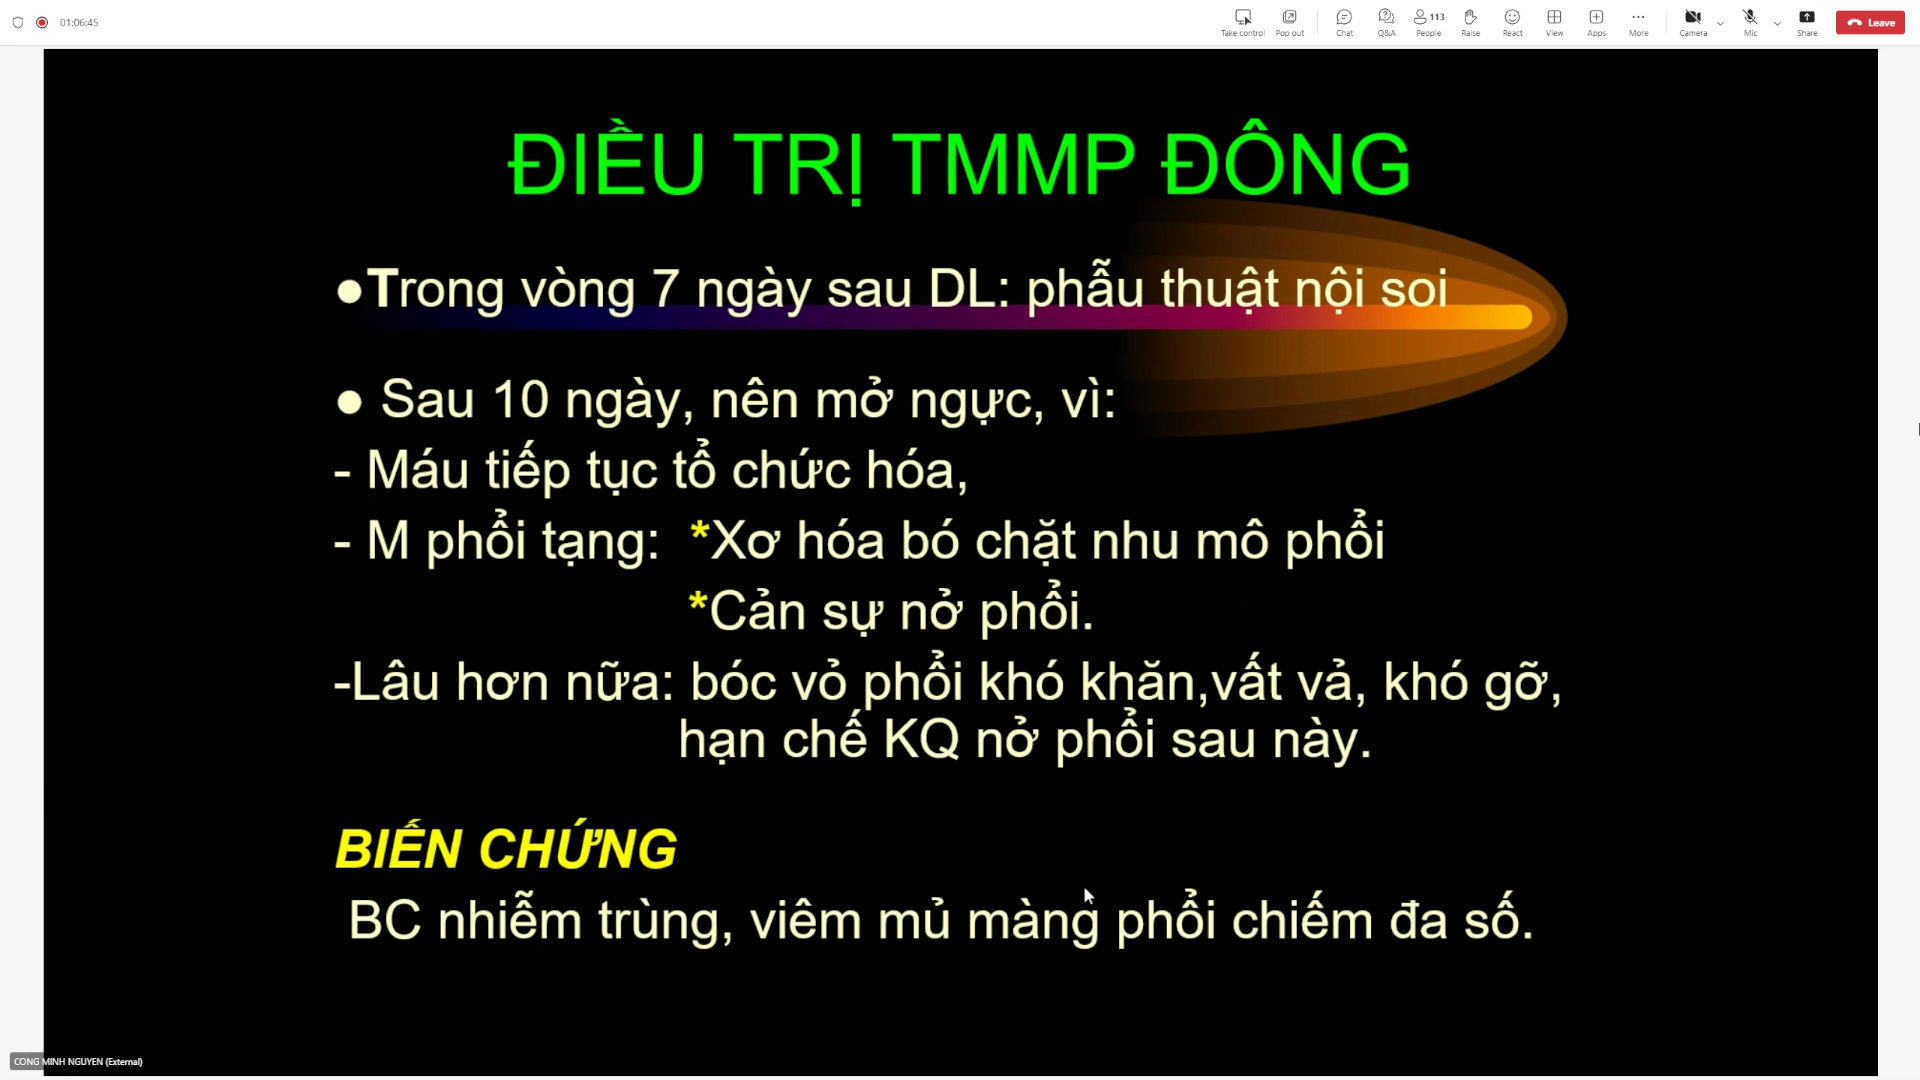 01:06:45
Take control
Pop out
Chat
Q&A
113
People
Raise
React
View
Apps
More
Camera
Mic
Share
Leave
ĐIỀU TRỊ TMMP ĐÔNG
●Trong vòng 7 ngày sau DL: phẫu thuật nội soi
● Sau 10 ngày, nên mở ngực, vì:
- Máu tiếp tục tổ chức hóa,
- M phổi tạng: *Xơ hóa bó chặt nhu mô phổi
*Cản sự nở phổi.
-Lâu hơn nữa: bóc vỏ phổi khó khăn,vất vả, khó gỡ,
hạn chế KQ nở phổi sau này.
BIẾN CHỨNG
BC nhiễm trùng, viêm mủ màng phổi chiếm đa số.
CONG MINH NGUYEN (External)